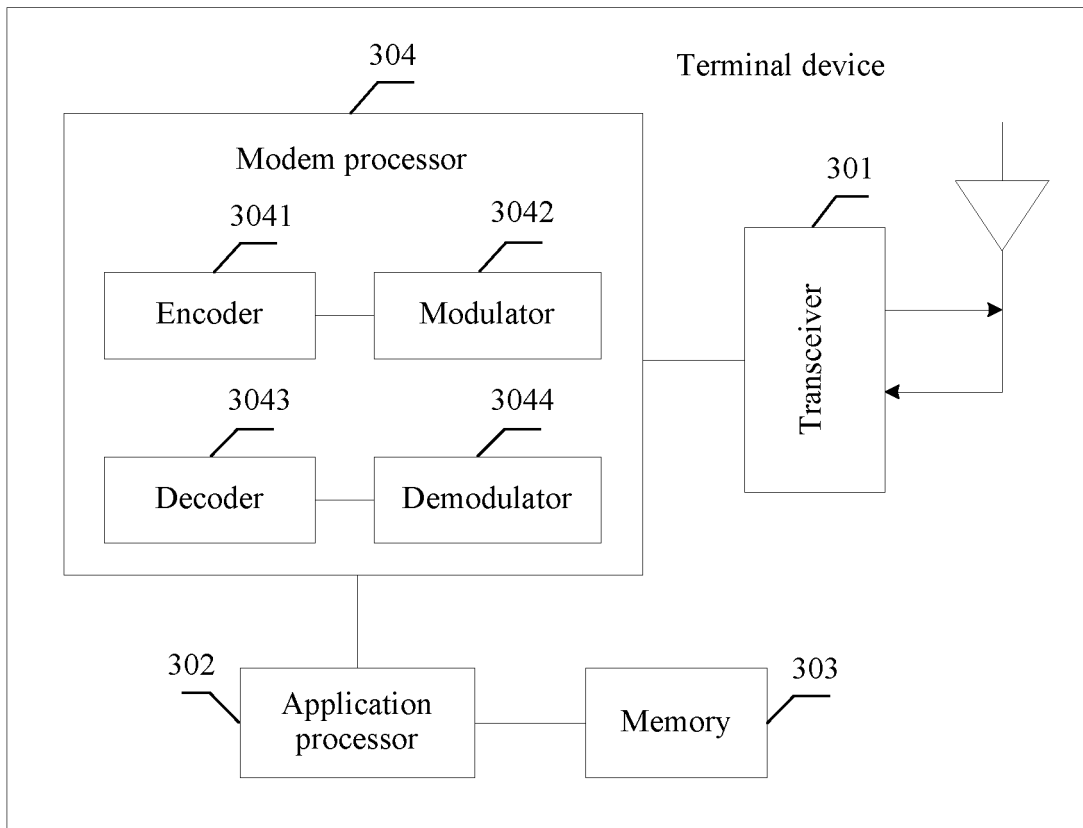 304
Terminal device
Modem processor
301
3041
3042
Encoder
Modulator
Transceiver
3043
3044
Decoder
Demodulator
302
303
Application
processor
Memory